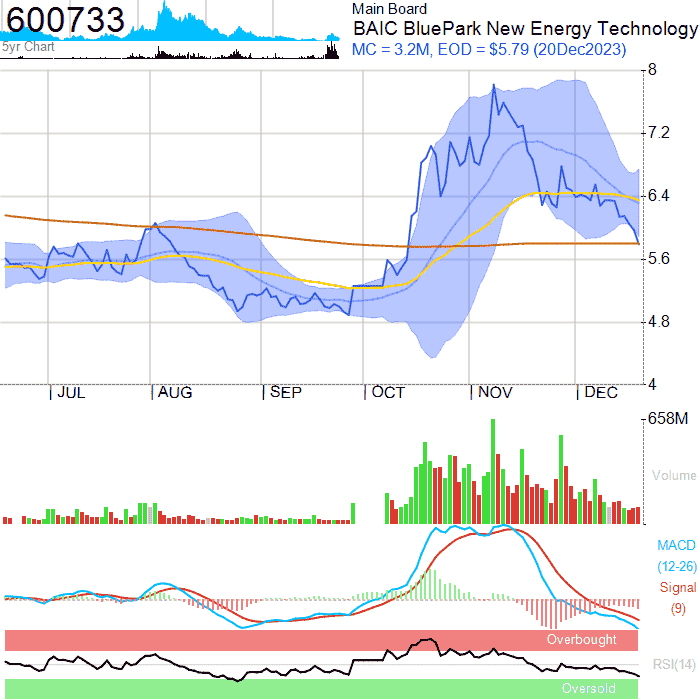 600733
5yr Chart
Main Board
BAIC BluePark New Energy Technology
MC = 3.2M, EOD = $5.79 (20Dec2023)
8
7.2
6.4
5.6
4.8
4
JUL AUG SEP OCT NOV DEC
658M
Volume
MACD
(12-26)
Signal
(9)
Overbought
RSI(14)
Oversold